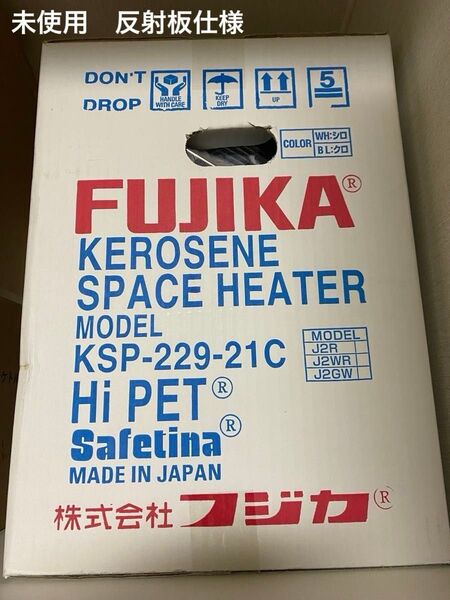 未使用　反射板仕様
DON'T
DROP
HANDLE
WITH CARE
KEEP
DRY
UP
5
COLOR
WH:シロ
BL:クロ
FUJIKA®
KEROSENE
SPACE HEATER
MODEL
KSP-229-21C
MODEL
J2R
J2WR
J2GW
Hi PET®
Safetina®
MADE IN JAPAN
株式会社 フジカ®